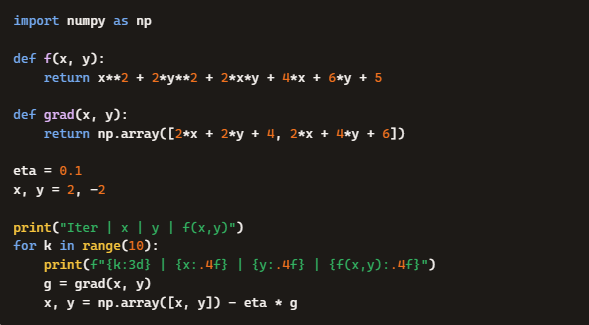 import numpy as np
def f(x, y):
    return x**2 + 2*y**2 + 2*x*y + 4*x + 6*y + 5
def grad(x, y):
    return np.array([2*x + 2*y + 4, 2*x + 4*y + 6])
eta = 0.1
x, y = 2, -2
print("Iter | x | y | f(x,y)")
for k in range(10):
    print(f"{k:3d} | {x:.4f} | {y:.4f} | {f(x,y):.4f}")
    g = grad(x, y)
    x, y = np.array([x, y]) - eta * g